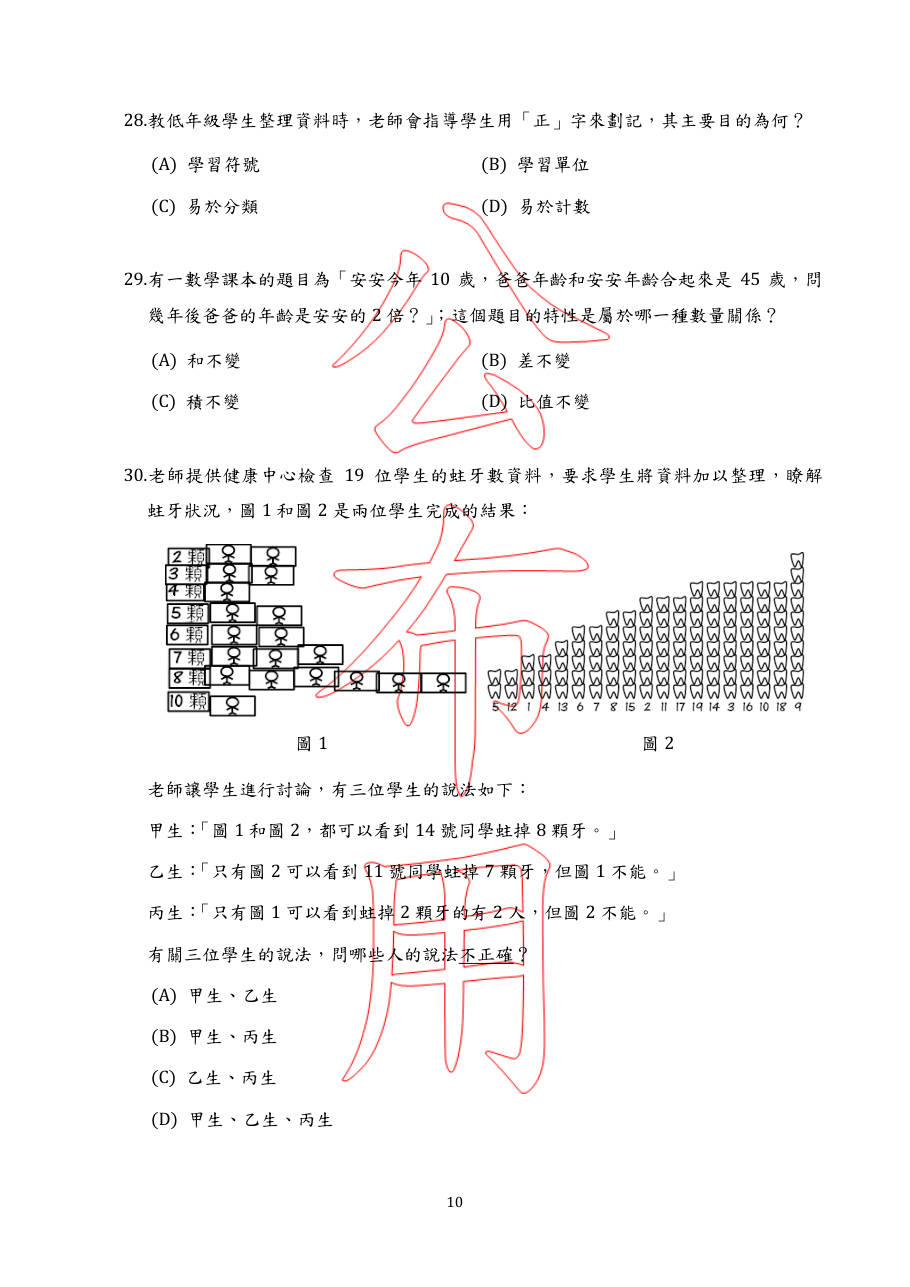 28.教低年級學生整理資料時，老師會指導學生用「正」字來劃記，其主要目的為何？
(A) 學習符號 (B) 學習單位
(C) 易於分類 (D) 易於計數
29.有一數學課本的題目為「安安今年 10 歲，爸爸年齡和安安年齡合起來是 45 歲，問
幾年後爸爸的年齡是安安的 2 倍？」；這個題目的特性是屬於哪一種數量關係？
(A) 和不變 (B) 差不變
(C) 積不變 (D) 比值不變
30.老師提供健康中心檢查 19 位學生的蛀牙數資料，要求學生將資料加以整理，瞭解
蛀牙狀況，圖 1 和圖 2 是兩位學生完成的結果：
2 顆
3 顆
4 顆
5 顆
6 顆
7 顆
8 顆
10 顆
5 12 1 4 13 6 7 8 15 2 11 17 19 14 3 16 10 18 9
圖 1 圖 2
老師讓學生進行討論，有三位學生的說法如下：
甲生：「圖 1 和圖 2，都可以看到 14 號同學蛀掉 8 顆牙。」
乙生：「只有圖 2 可以看到 11 號同學蛀掉 7 顆牙，但圖 1 不能。」
丙生：「只有圖 1 可以看到蛀掉 2 顆牙的有 2 人，但圖 2 不能。」
有關三位學生的說法，問哪些人的說法不正確？
(A) 甲生、乙生
(B) 甲生、丙生
(C) 乙生、丙生
(D) 甲生、乙生、丙生
10
公布用